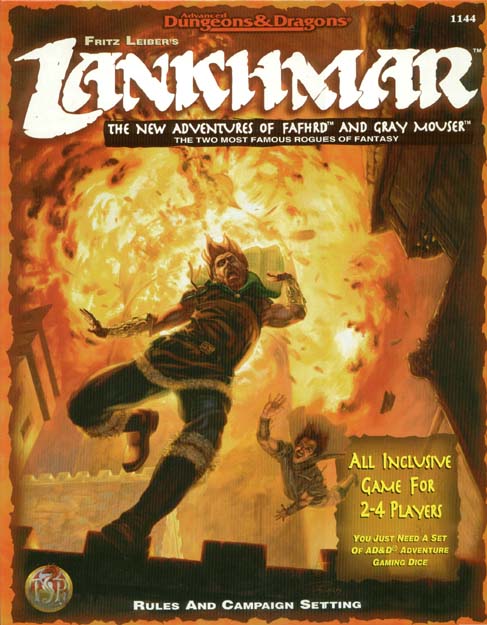 Advanced
Dungeons & Dragons®
1144
FRITZ LEIBER'S
LANKHMAR™
THE NEW ADVENTURES OF FAFHRD™ AND GRAY MOUSER™
THE TWO MOST FAMOUS ROGUES OF FANTASY
ALL INCLUSIVE
GAME FOR
2-4 PLAYERS
YOU JUST NEED A SET
OF AD&D® ADVENTURE
GAMING DICE
TSR
RULES AND CAMPAIGN SETTING